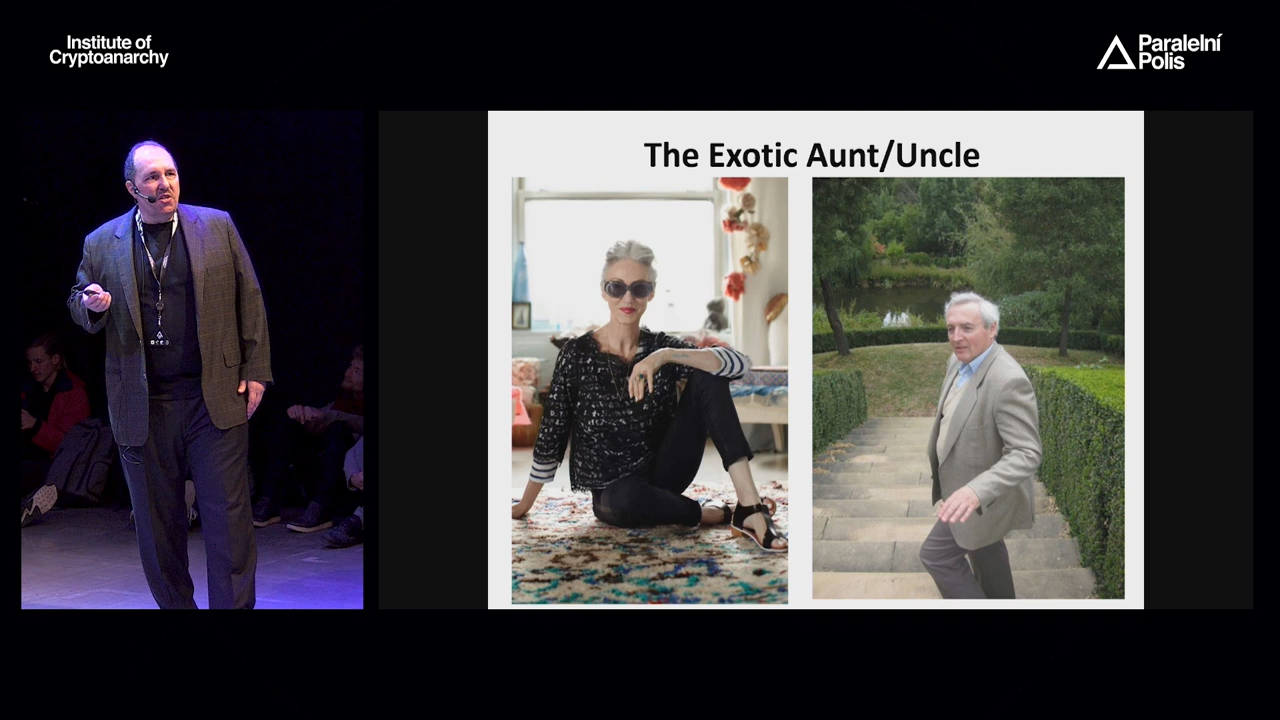 Institute of
Cryptoanarchy
Paralelní
Polis
The Exotic Aunt/Uncle